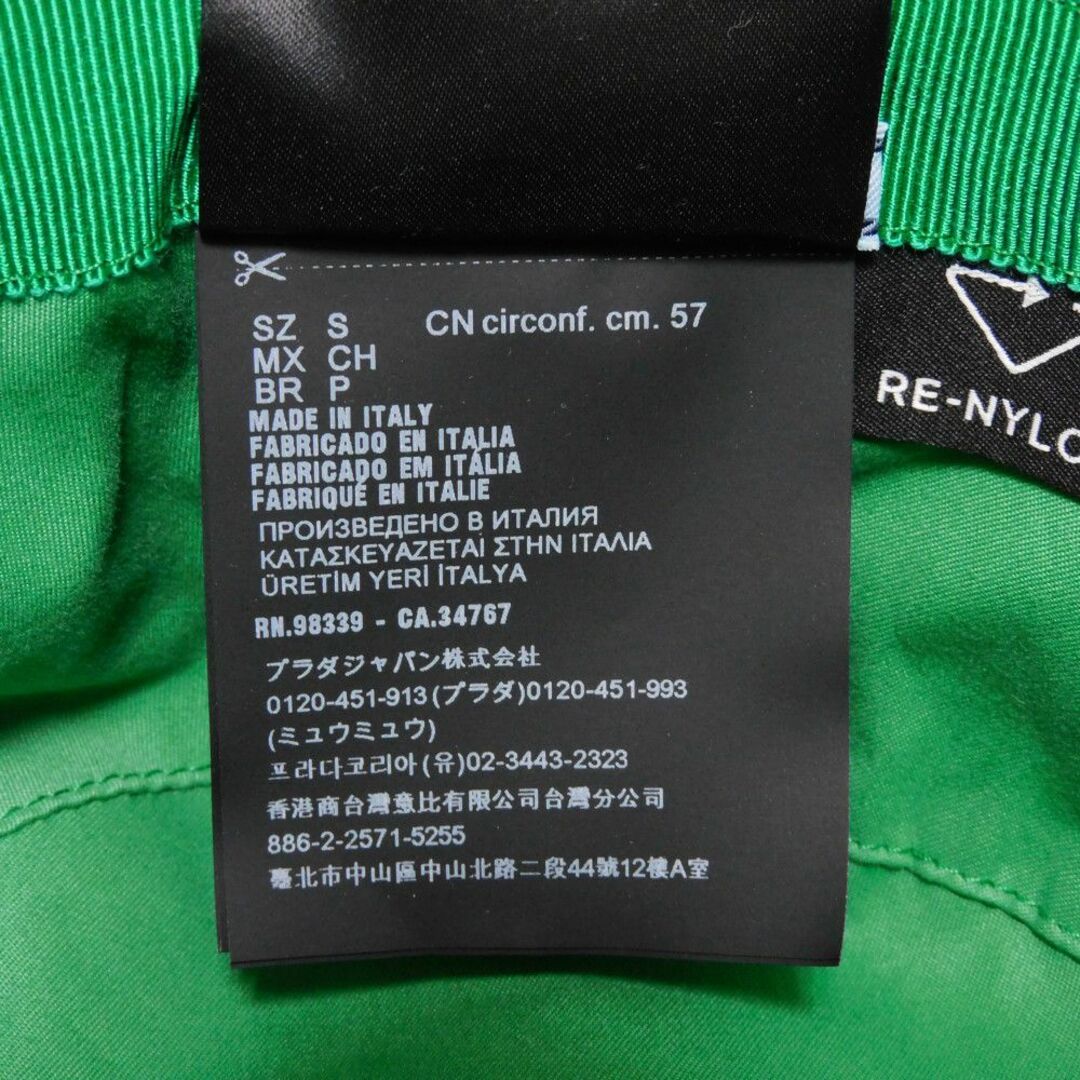 SZ S CN circonf. cm. 57
MX CH
BR P
MADE IN ITALY
FABRICADO EN ITALIA
FABRICADO EM ITÁLIA
FABRIQUÉ EN ITALIE
ПРОИЗВЕДЕНО В ИТАЛИЯ
ΚΑΤΑΣΚΕΥΑΖΕΤΑΙ ΣΤΗΝ ΙΤΑΛΙΑ
ÜRETİM YERİ İTALYA
RN.98339 - CA.34767
プラダジャパン株式会社
0120-451-913(プラダ)0120-451-993
(ミュウミュウ)
프라다코리아(유)02-3443-2323
香港商台灣意比有限公司台灣分公司
886-2-2571-5255
臺北市中山區中山北路二段44號12樓A室
RE-NYLO